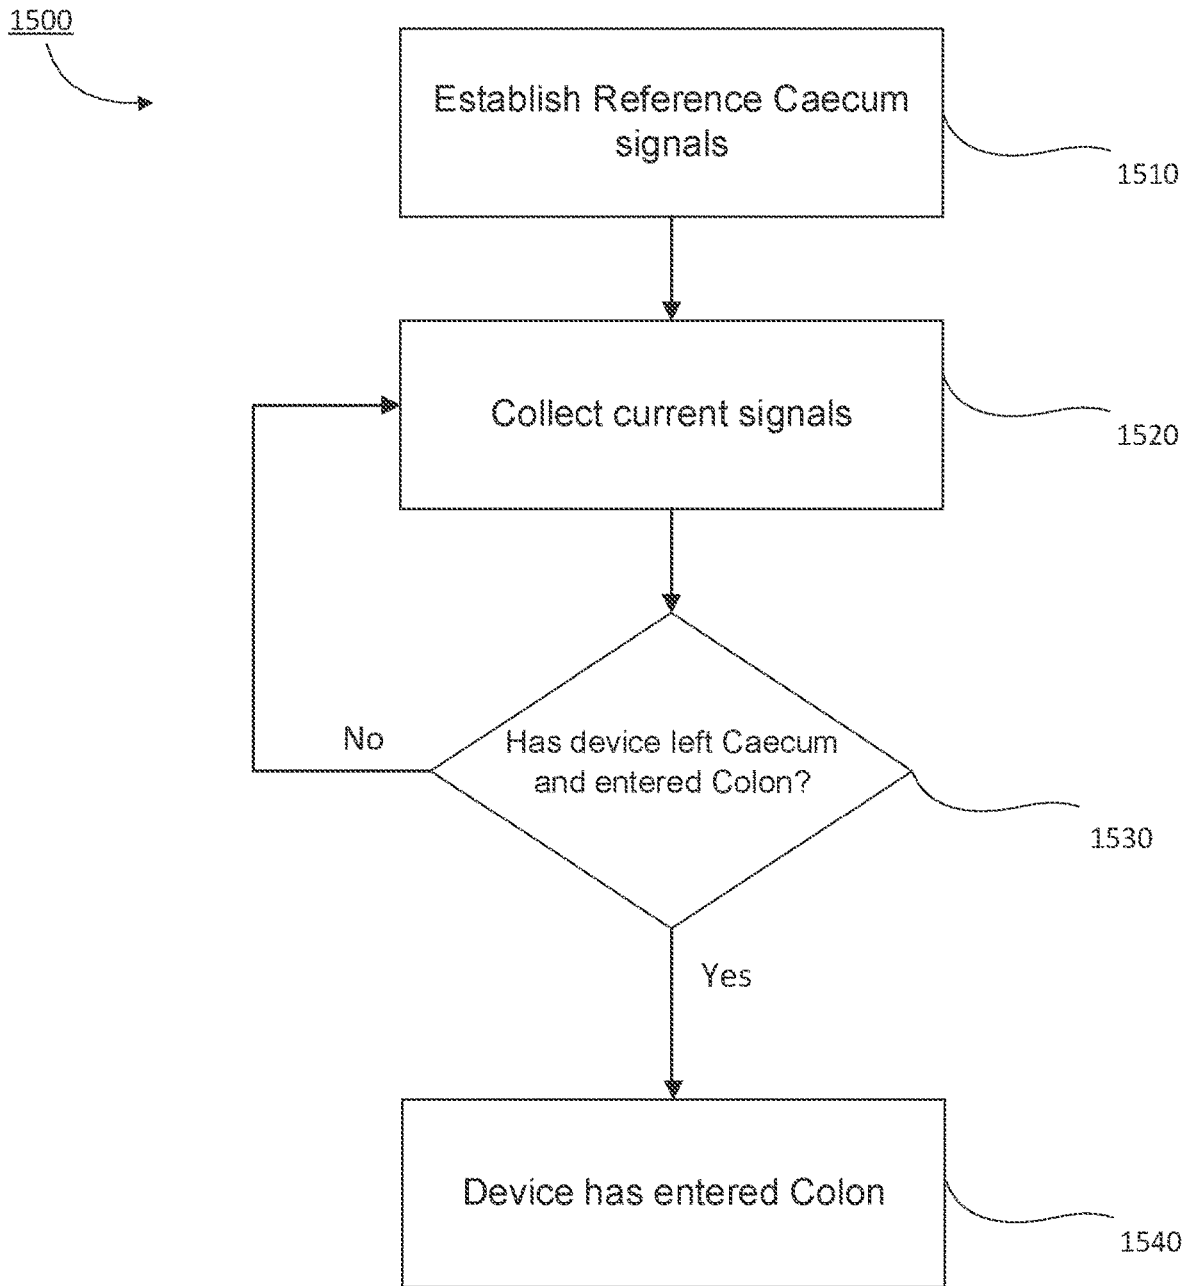 1500
Establish Reference Caecum
signals
1510
Collect current signals
1520
No
Has device left Caecum
and entered Colon?
1530
Yes
Device has entered Colon
1540